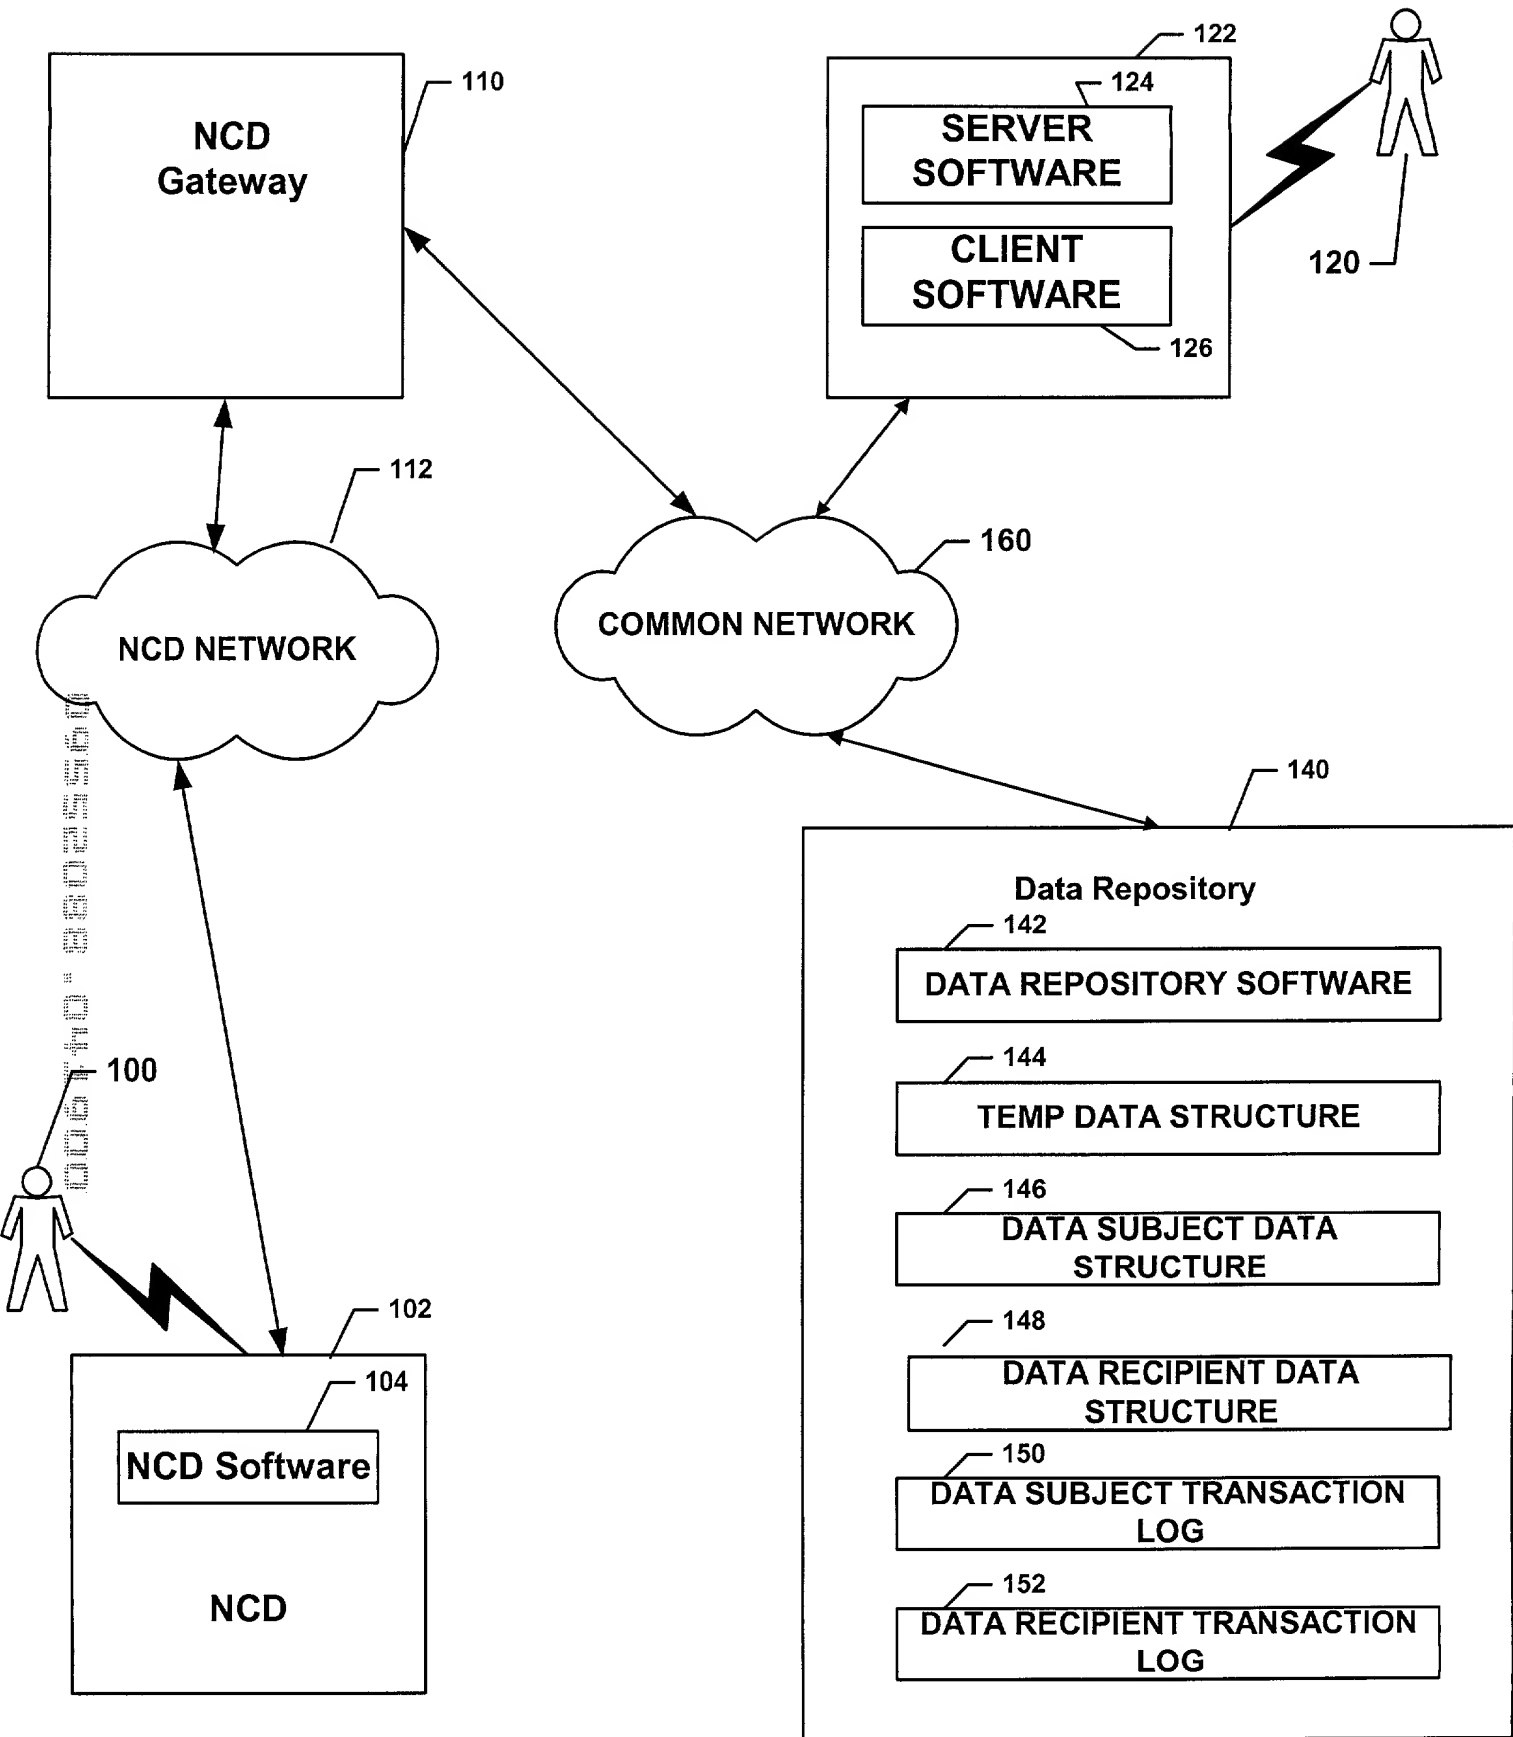 NCD
Gateway
110
122
124
SERVER
SOFTWARE
CLIENT
SOFTWARE
126
120
112
NCD NETWORK
160
COMMON NETWORK
140
Data Repository
142
DATA REPOSITORY SOFTWARE
144
TEMP DATA STRUCTURE
146
DATA SUBJECT DATA
STRUCTURE
148
DATA RECIPIENT DATA
STRUCTURE
150
DATA SUBJECT TRANSACTION
LOG
152
DATA RECIPIENT TRANSACTION
LOG
100
102
104
NCD Software
NCD